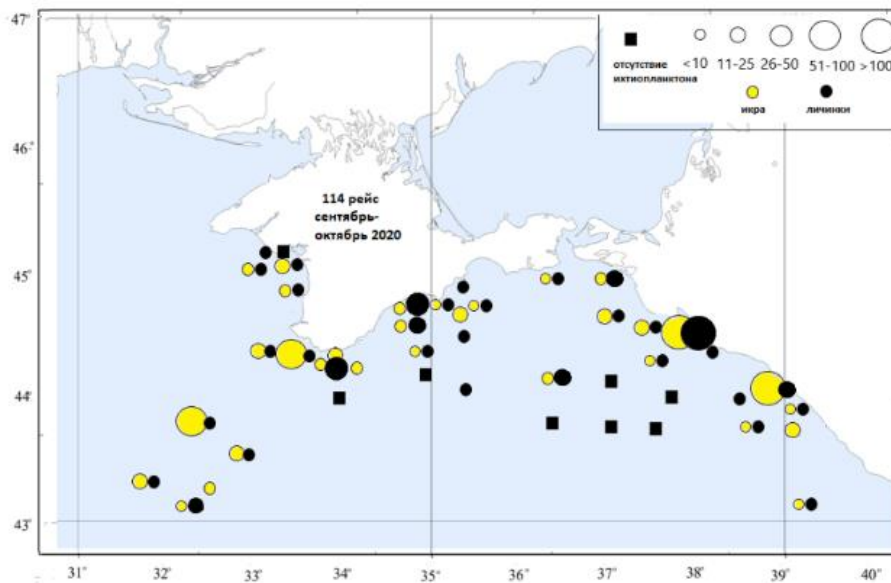 47°
отсутствие
ихтиопланктона
<10 11-25 26-50 51-100 >100
икра личинки
46°
114 рейс
сентябрь-
октябрь 2020
45°
44°
43°
31° 32° 33° 34° 35° 36° 37° 38° 39° 40°